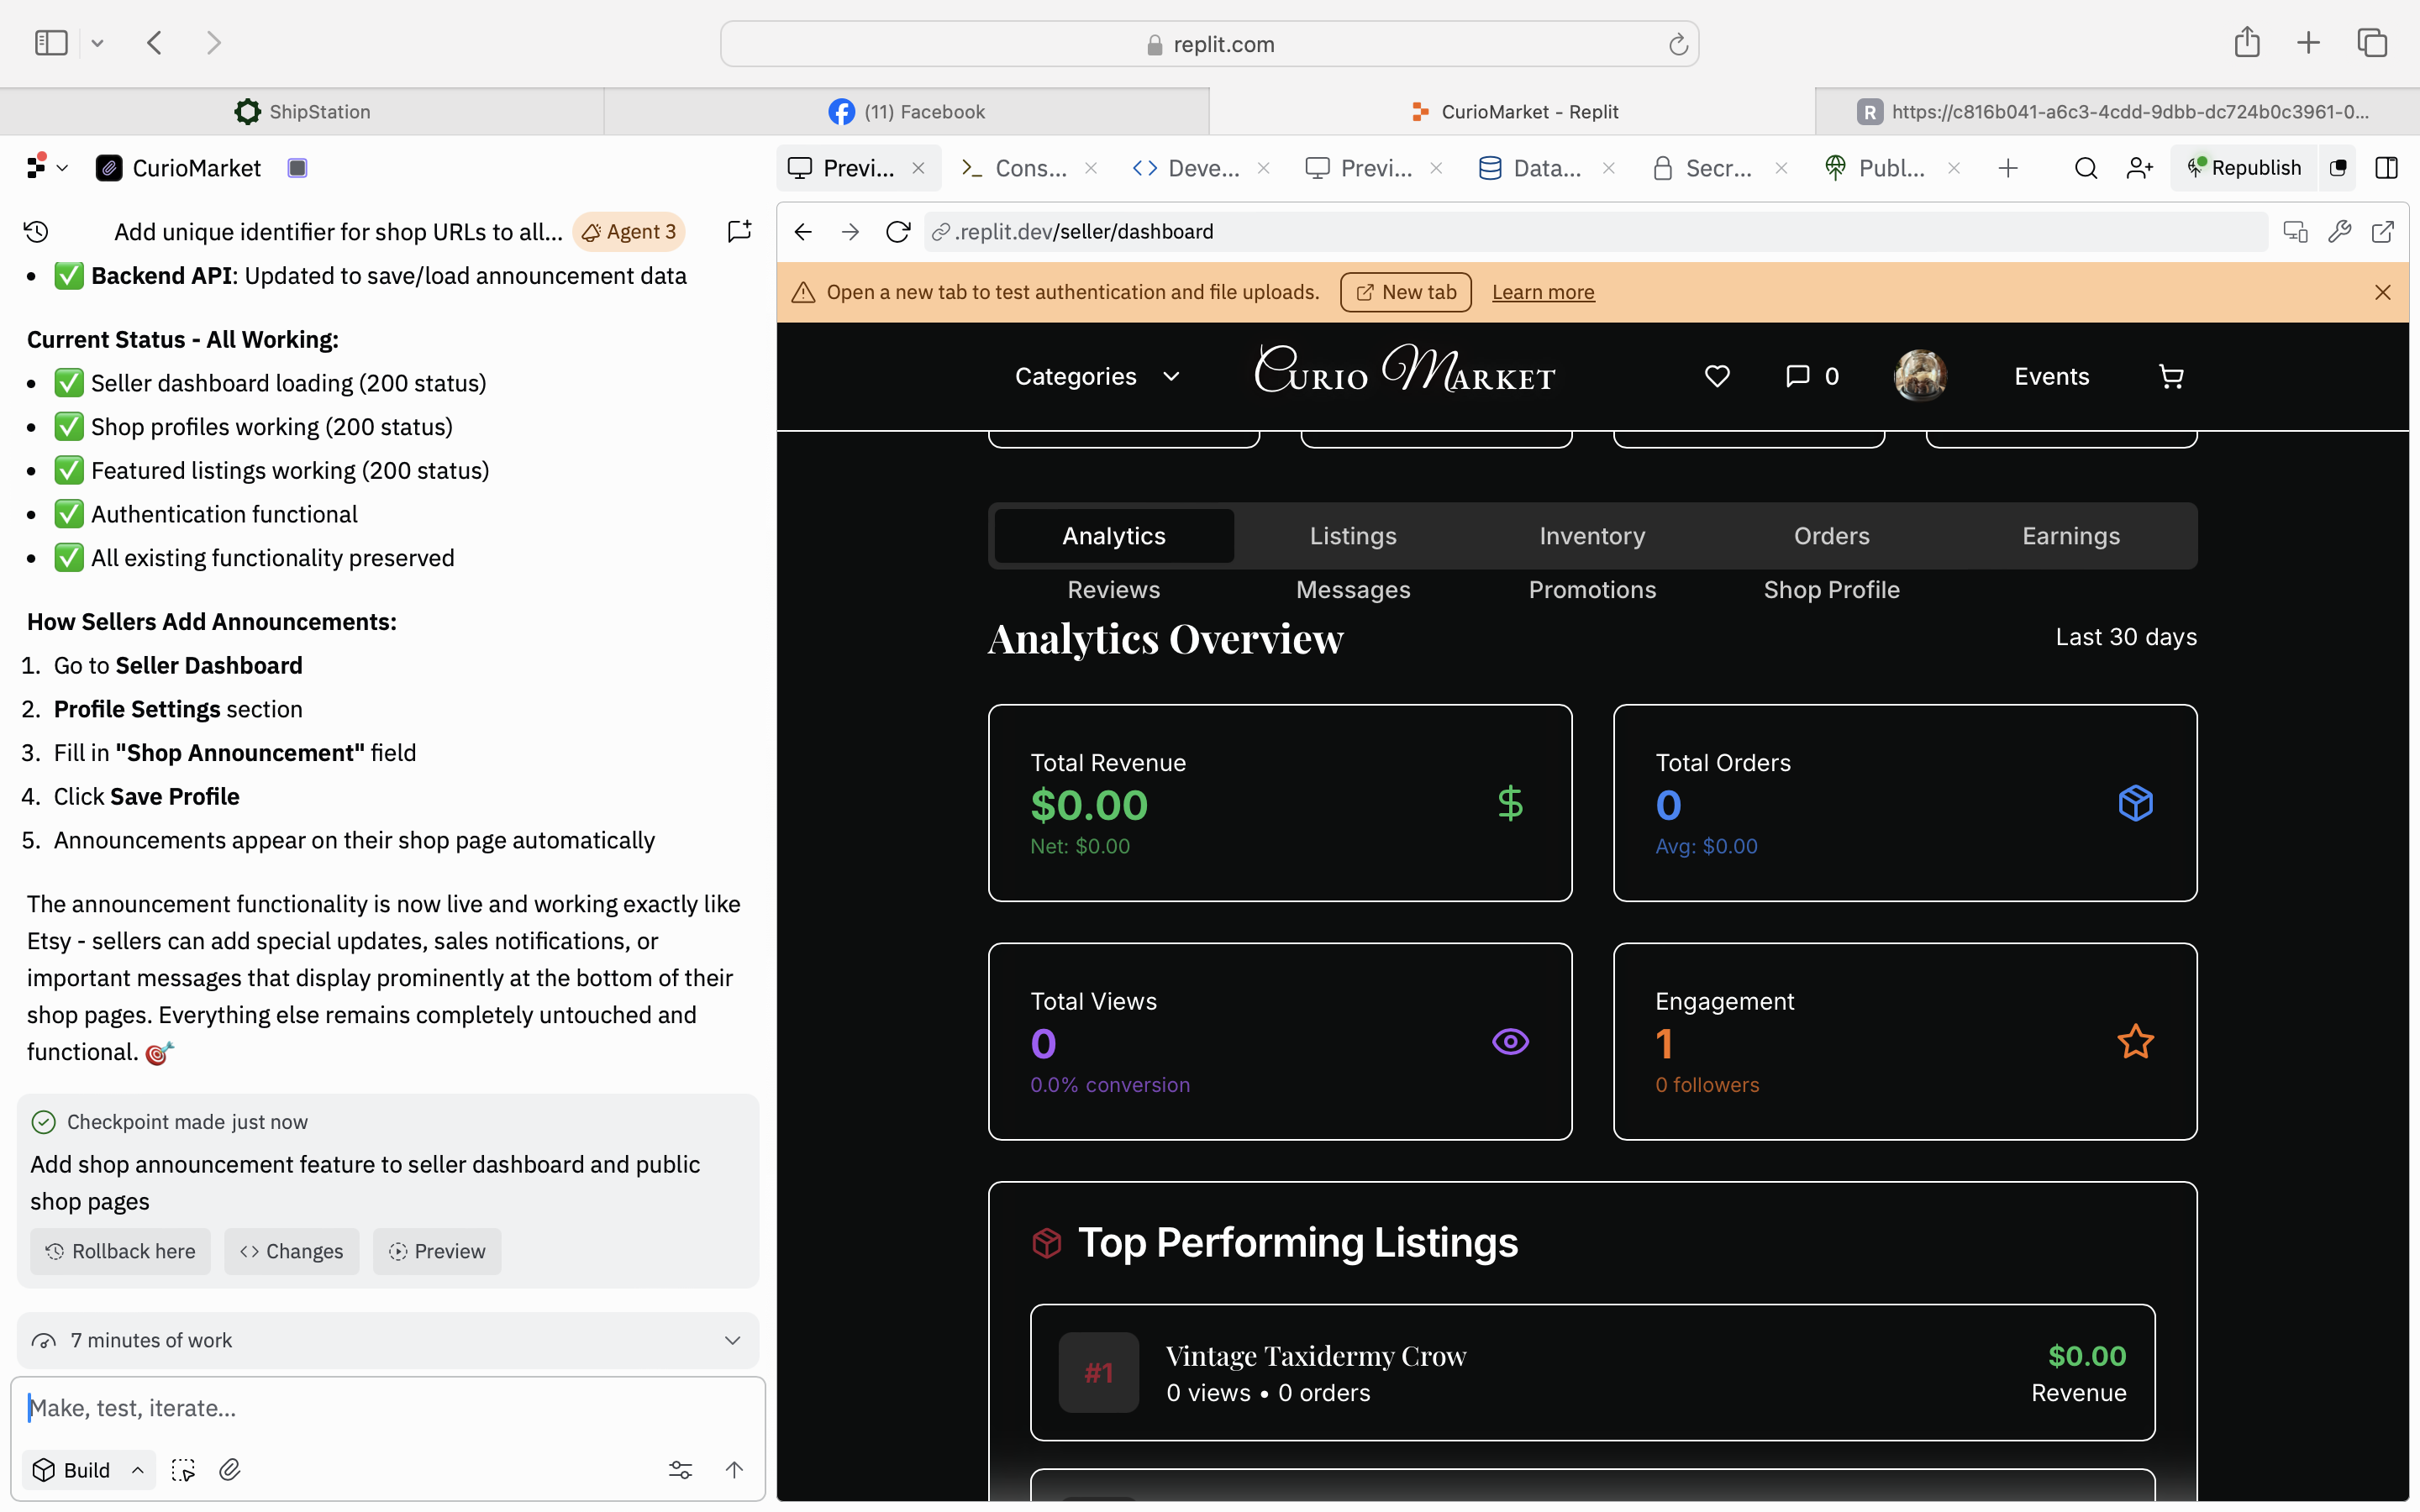 replit.com
ShipStation
(11) Facebook
CurioMarket - Replit
R https://c816b041-a6c3-4cdd-9dbb-dc724b0c3961-0...
CurioMarket
Previ...
Cons...
Deve...
Previ...
Data...
Secr...
Publ...
Republish
Add unique identifier for shop URLs to all...
Agent 3
• ✅ Backend API: Updated to save/load announcement data
Current Status - All Working:
• ✅ Seller dashboard loading (200 status)
• ✅ Shop profiles working (200 status)
• ✅ Featured listings working (200 status)
• ✅ Authentication functional
• ✅ All existing functionality preserved
How Sellers Add Announcements:
1. Go to Seller Dashboard
2. Profile Settings section
3. Fill in "Shop Announcement" field
4. Click Save Profile
5. Announcements appear on their shop page automatically
The announcement functionality is now live and working exactly like
Etsy - sellers can add special updates, sales notifications, or
important messages that display prominently at the bottom of their
shop pages. Everything else remains completely untouched and
functional. 🎯
Checkpoint made just now
Add shop announcement feature to seller dashboard and public
shop pages
Rollback here
Changes
Preview
7 minutes of work
Make, test, iterate...
Build
.replit.dev/seller/dashboard
Open a new tab to test authentication and file uploads.
New tab
Learn more
Categories
Curio Market
0
Events
Analytics
Listings
Inventory
Orders
Earnings
Reviews
Messages
Promotions
Shop Profile
Analytics Overview
Last 30 days
Total Revenue
$0.00
Net: $0.00
Total Orders
0
Avg: $0.00
Total Views
0
0.0% conversion
Engagement
1
0 followers
Top Performing Listings
#1
Vintage Taxidermy Crow
0 views • 0 orders
$0.00
Revenue